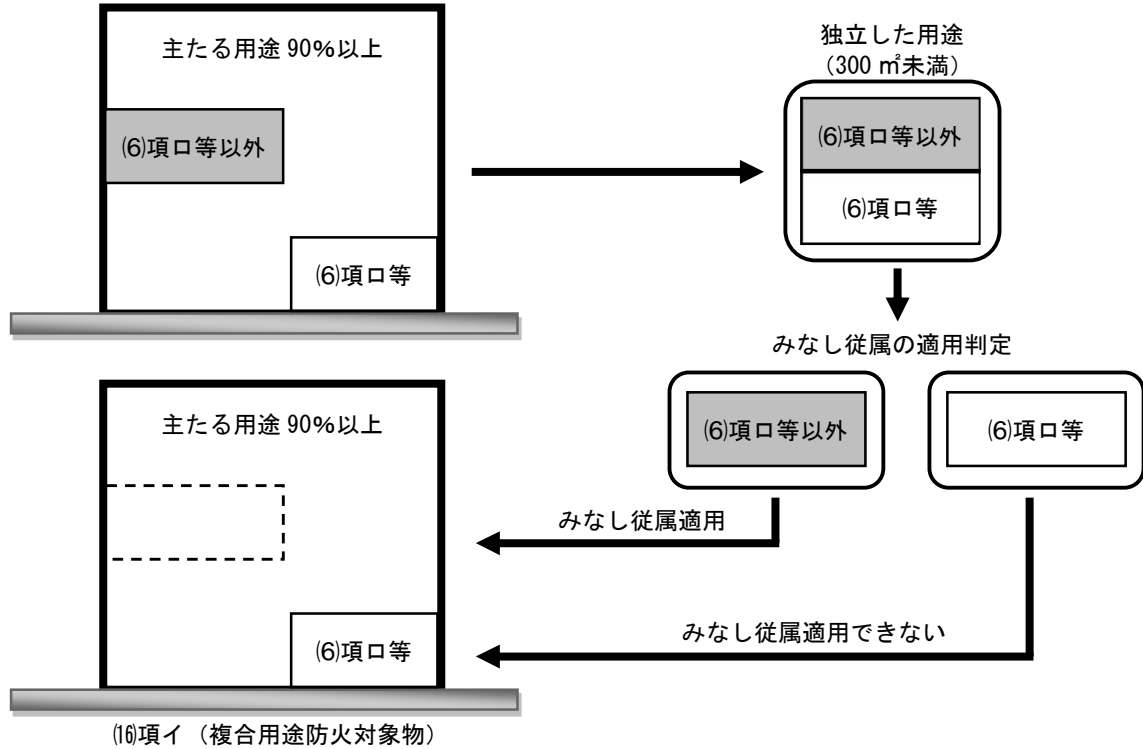 主たる用途 90%以上
⑹項ロ等以外
⑹項ロ等
独立した用途
（300 ㎡未満）
⑹項ロ等以外
⑹項ロ等
みなし従属の適用判定
⑹項ロ等以外
⑹項ロ等
みなし従属適用
みなし従属適用できない
主たる用途 90%以上
⑹項ロ等
⒃項イ（複合用途防火対象物）